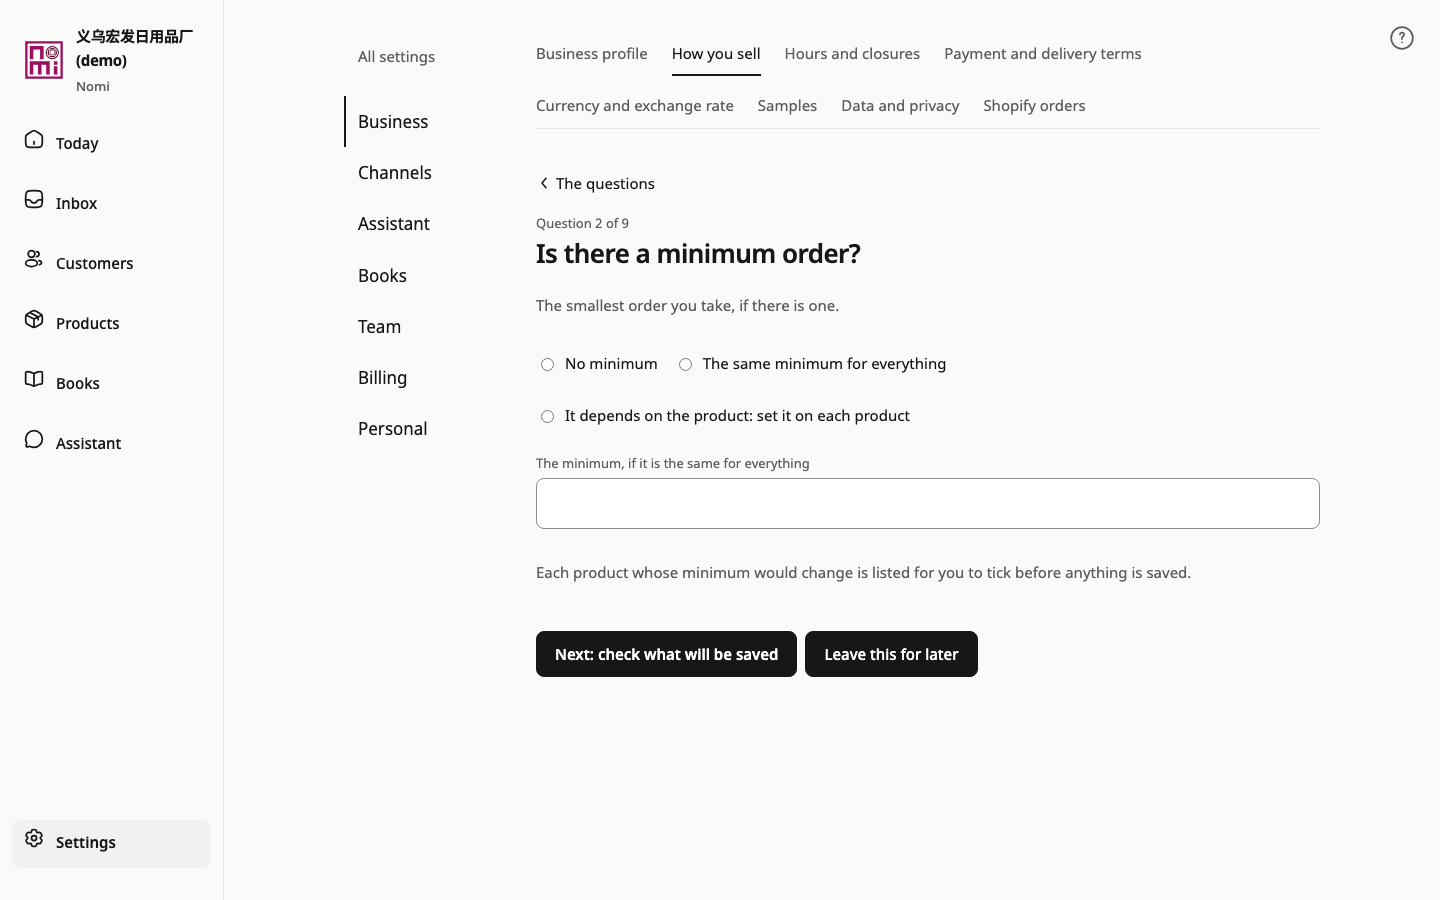 义乌宏发日用品厂
(demo)
Nomi
Today
Inbox
Customers
Products
Books
Assistant
Settings
All settings
Business
Channels
Assistant
Books
Team
Billing
Personal
Business profile How you sell Hours and closures Payment and delivery terms
Currency and exchange rate Samples Data and privacy Shopify orders
The questions
Question 2 of 9
Is there a minimum order?
The smallest order you take, if there is one.
No minimum The same minimum for everything
It depends on the product: set it on each product
The minimum, if it is the same for everything
Each product whose minimum would change is listed for you to tick before anything is saved.
Next: check what will be saved Leave this for later